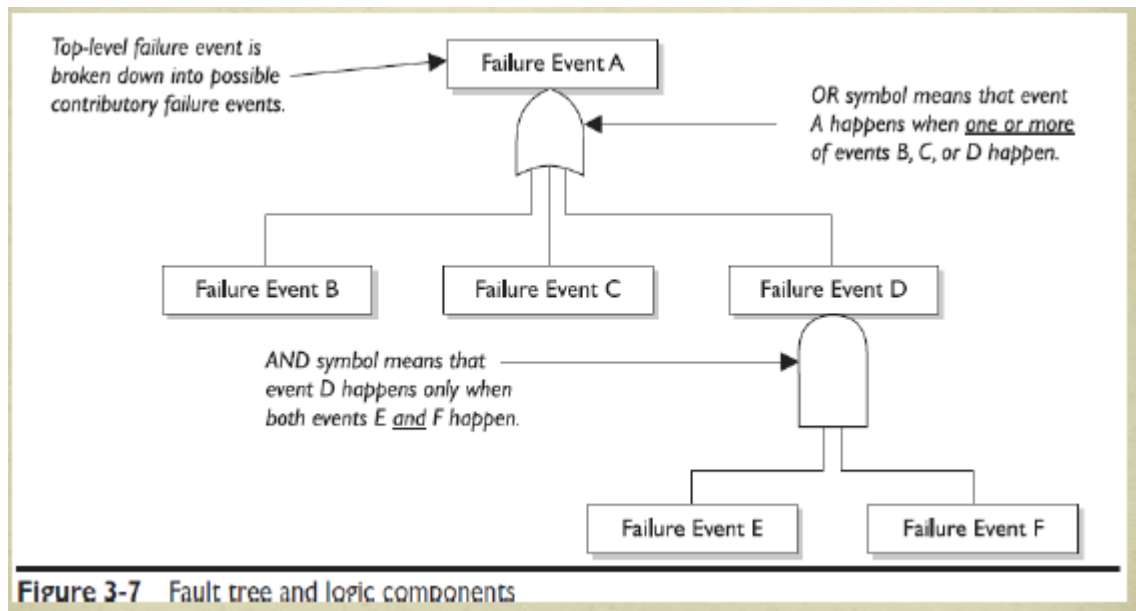 Top-level failure event is
broken down into possible
contributory failure events.
Failure Event A
OR symbol means that event
A happens when one or more
of events B, C, or D happen.
Failure Event B
Failure Event C
Failure Event D
AND symbol means that
event D happens only when
both events E and F happen.
Failure Event E
Failure Event F
Figure 3-7 Fault tree and logic components